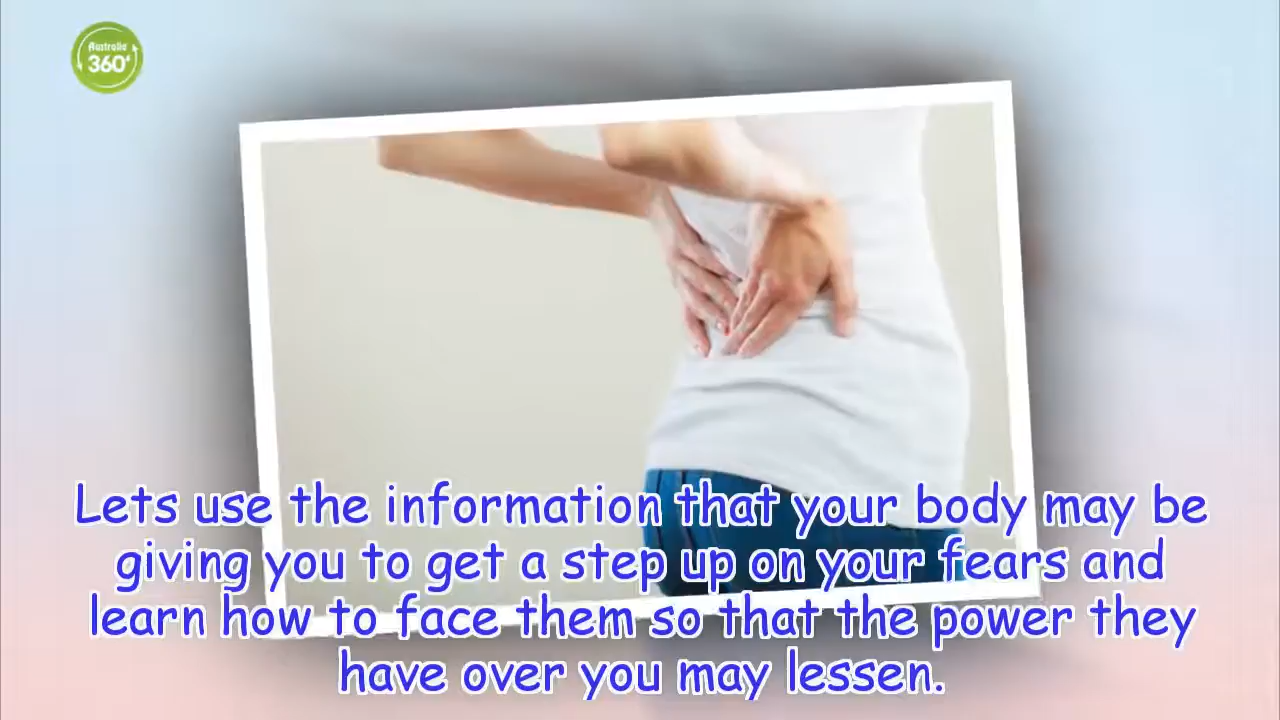 Australia
360°
Lets use the information that your body may be
giving you to get a step up on your fears and
learn how to face them so that the power they
have over you may lessen.